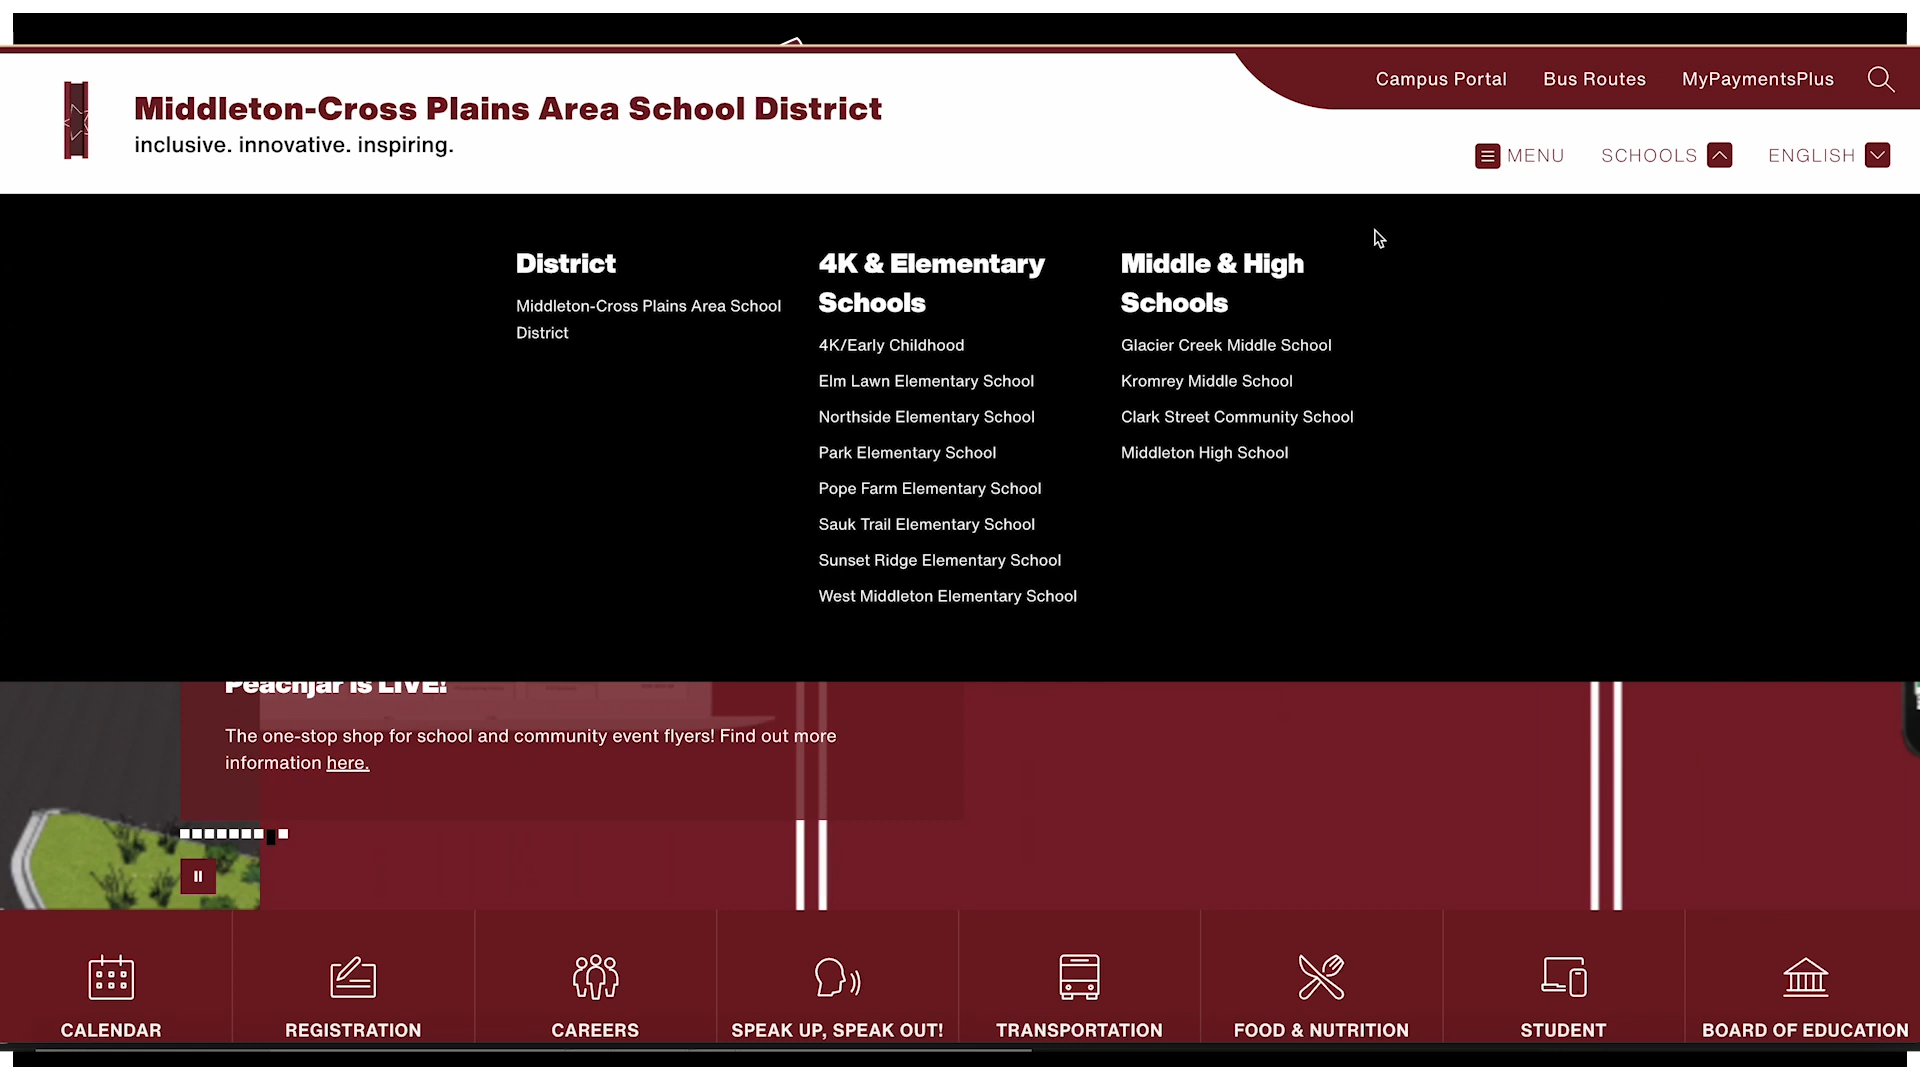 Campus Portal
Bus Routes
MyPaymentsPlus
Middleton-Cross Plains Area School District
inclusive. innovative. inspiring.
MENU
SCHOOLS
ENGLISH
District
Middleton-Cross Plains Area School
District
4K & Elementary
Schools
4K/Early Childhood
Elm Lawn Elementary School
Northside Elementary School
Park Elementary School
Pope Farm Elementary School
Sauk Trail Elementary School
Sunset Ridge Elementary School
West Middleton Elementary School
Middle & High
Schools
Glacier Creek Middle School
Kromrey Middle School
Clark Street Community School
Middleton High School
Peachjar is LIVE!
The one-stop shop for school and community event flyers! Find out more
information here.
CALENDAR
REGISTRATION
CAREERS
SPEAK UP, SPEAK OUT!
TRANSPORTATION
FOOD & NUTRITION
STUDENT
BOARD OF EDUCATION